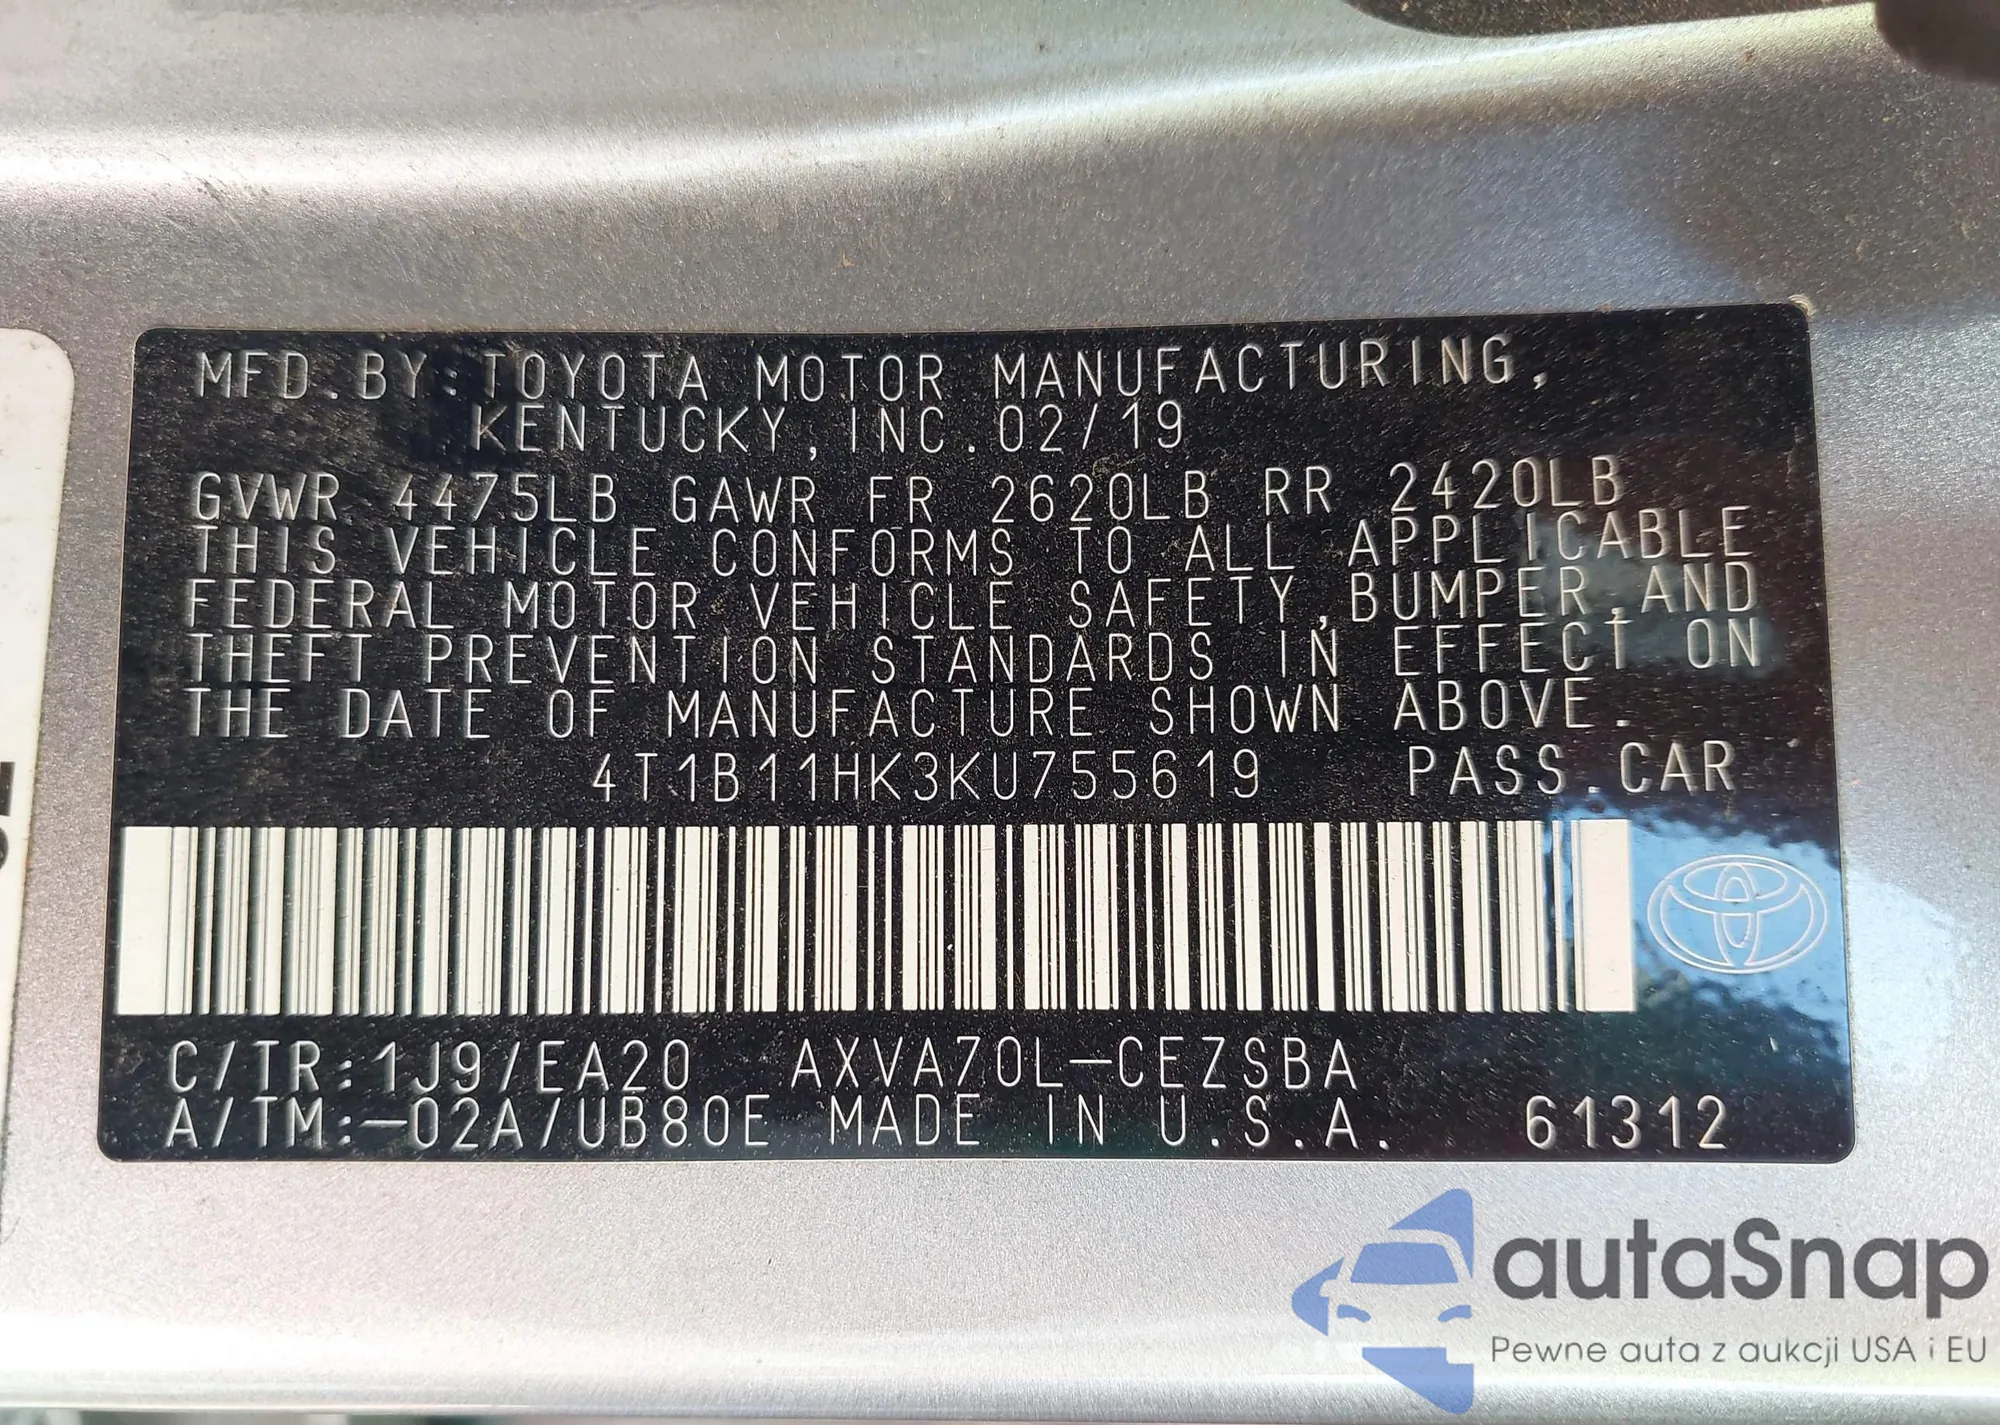 MFD.BY:TOYOTA MOTOR MANUFACTURING,
KENTUCKY,INC.02/19
GVWR 4475LB GAWR FR 2620LB RR 2420LB
THIS VEHICLE CONFORMS TO ALL APPLICABLE
FEDERAL MOTOR VEHICLE SAFETY,BUMPER,AND
THEFT PREVENTION STANDARDS IN EFFECT ON
THE DATE OF MANUFACTURE SHOWN ABOVE.
4T1B11HK3KU755619 PASS.CAR
C/TR:1J9/EA20 AXVA70L-CEZSBA
A/TM:-02A/UB80E MADE IN U.S.A. 61312
autaSnap
Pewne auta z aukcji USA i EU